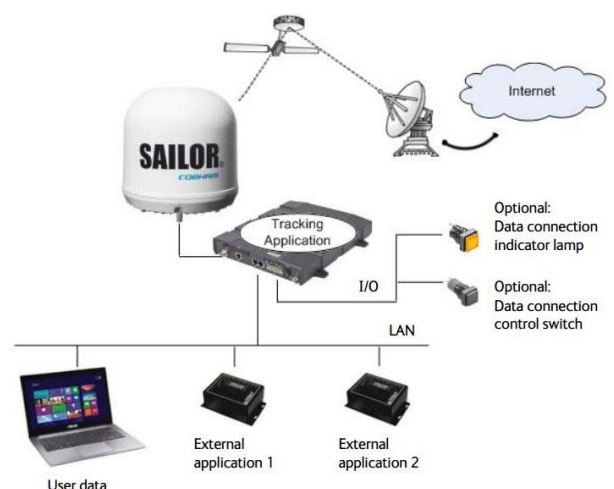 Internet
SAILOR
COBHAM
Tracking
Application
Optional:
Data connection
indicator lamp
I/O
Optional:
Data connection
control switch
LAN
External
application 1
External
application 2
User data